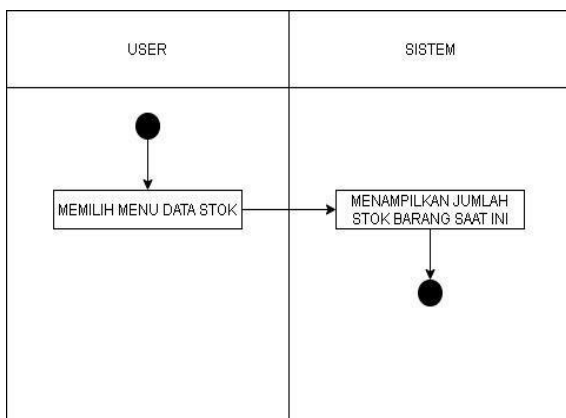 USER
SISTEM
MEMILIH MENU DATA STOK
MENAMPILKAN JUMLAH
STOK BARANG SAAT INI